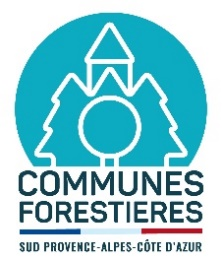 COMMUNES
FORESTIERES
SUD PROVENCE-ALPES-CÔTE D'AZUR